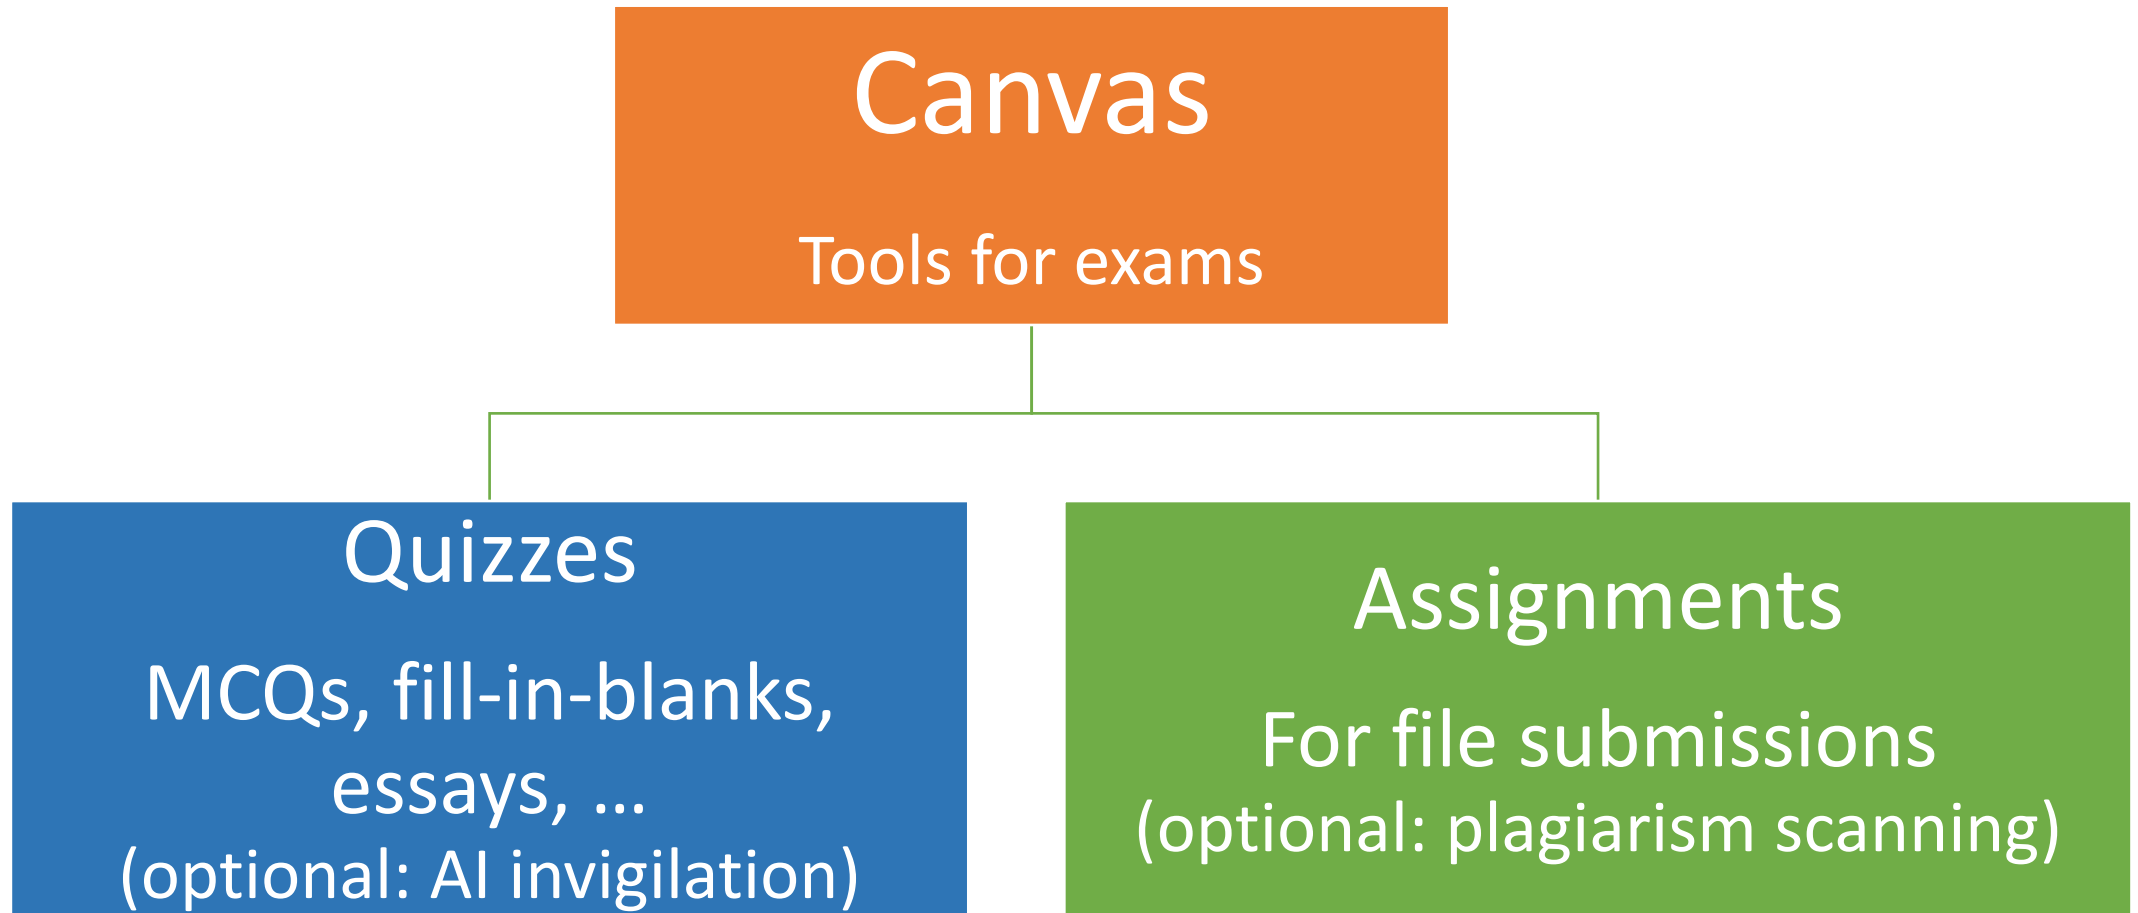 Canvas
Tools for exams
Quizzes
MCQs, fill-in-blanks,
essays, ...
(optional: AI invigilation)
Assignments
For file submissions
(optional: plagiarism scanning)